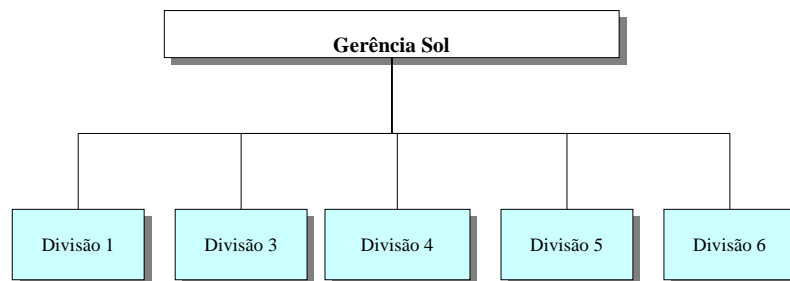 Gerência Sol
Divisão 1
Divisão 3
Divisão 4
Divisão 5
Divisão 6